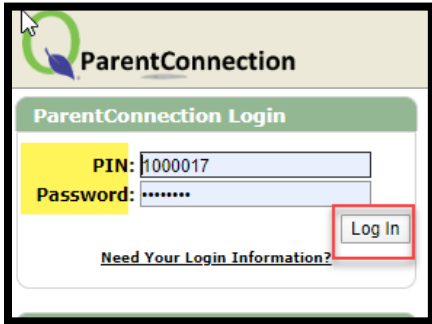 ParentConnection
ParentConnection Login
PIN: 1000017
Password: ••••••••
Log In
Need Your Login Information?